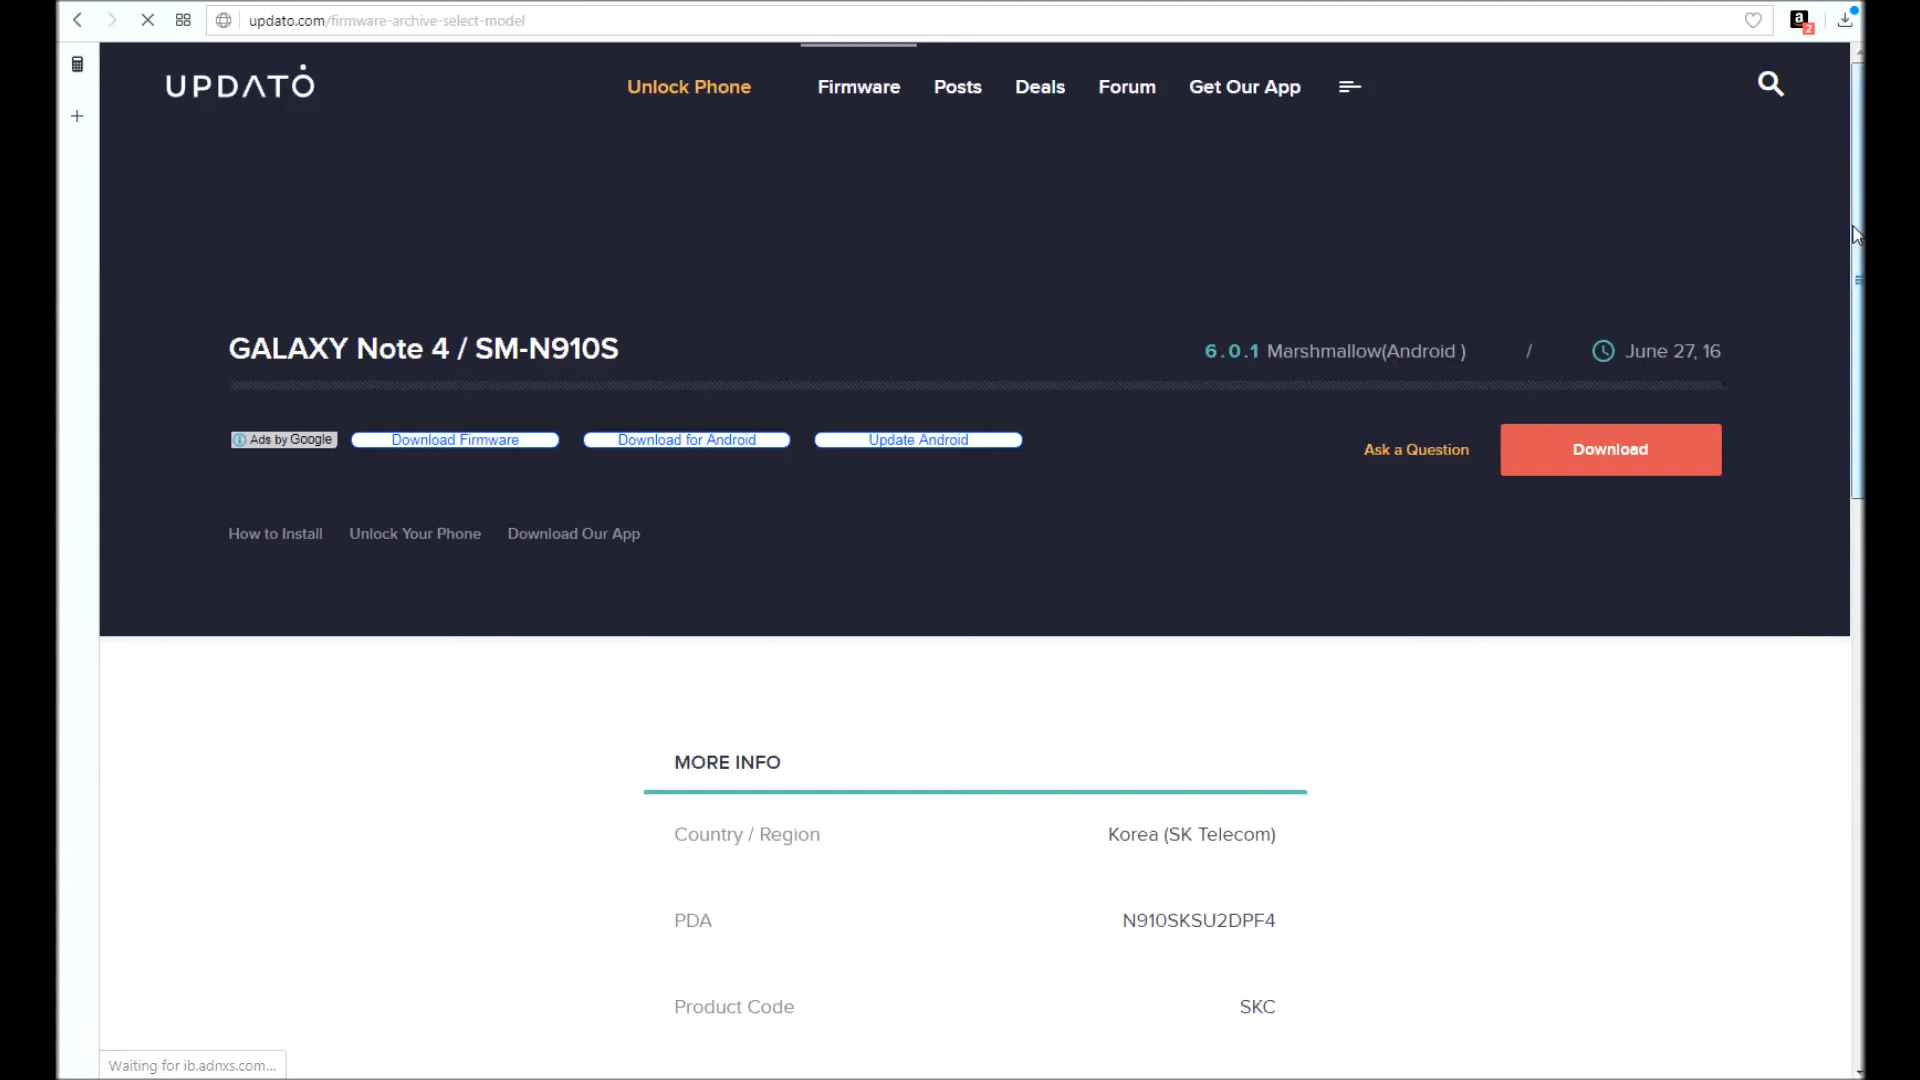 updato.com/firmware-archive-select-model
a
2
UPDATO
Unlock Phone
Firmware
Posts
Deals
Forum
Get Our App
GALAXY Note 4 / SM-N910S
6.0.1 Marshmallow(Android )
/
June 27, 16
Ads by Google
Download Firmware
Download for Android
Update Android
Ask a Question
Download
How to Install
Unlock Your Phone
Download Our App
MORE INFO
Country / Region
Korea (SK Telecom)
PDA
N910SKSU2DPF4
Product Code
SKC
Waiting for ib.adnxs.com...